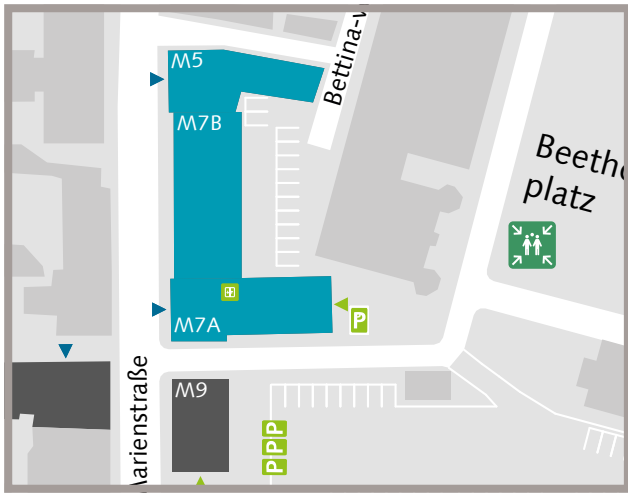 M5
Bettina-v
M7B
Beetho
platz
M7A
P
Marienstraße
M9
P P P
P P P